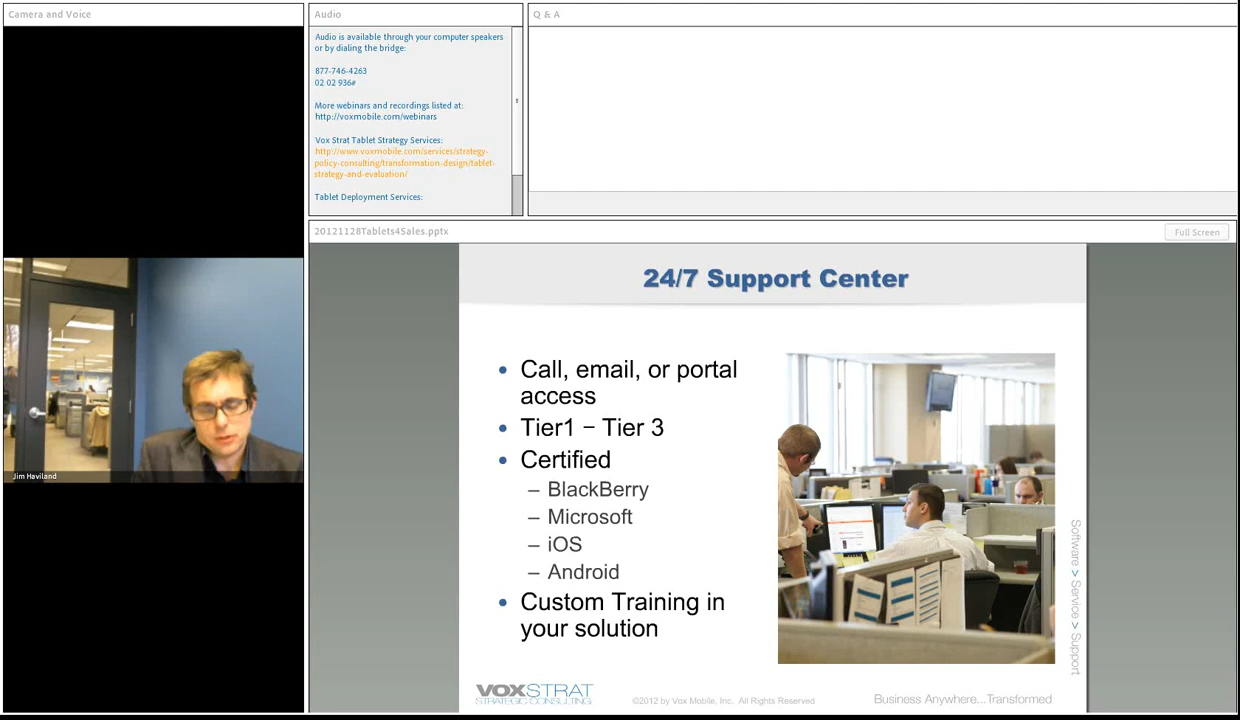 Camera and Voice
Audio
Q & A
Audio is available through your computer speakers
or by dialing the bridge:
877-746-4263
02 02 936#
More webinars and recordings listed at:
http://voxmobile.com/webinars
Vox Strat Tablet Strategy Services:
http://www.voxmobile.com/services/strategy-
policy-consulting/transformation-design/tablet-
strategy-and-evaluation/
Tablet Deployment Services:
20121128Tablets4Sales.pptx
Full Screen
24/7 Support Center
• Call, email, or portal
access
• Tier1 – Tier 3
• Certified
– BlackBerry
– Microsoft
– iOS
– Android
• Custom Training in
your solution
Software > Service > Support
Jim Haviland
VOXSTRAT
STRATEGIC CONSULTING
©2012 by Vox Mobile, Inc. All Rights Reserved
Business Anywhere...Transformed